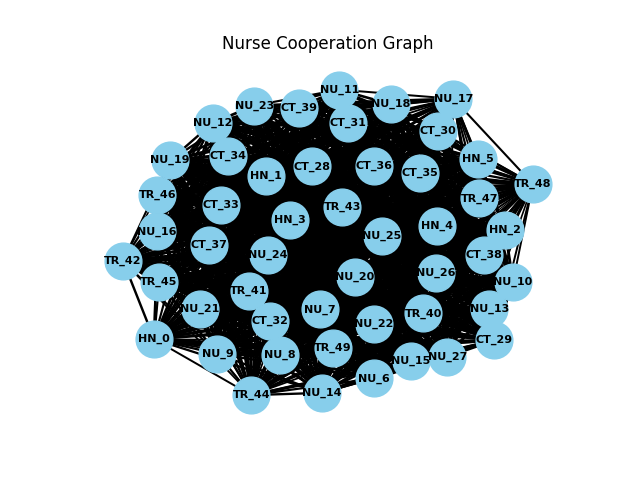 Nurse Cooperation Graph
NU_11
NU_17
NU_23
CT_39
NU_18
NU_12
CT_31
CT_30
CT_34
NU_19
HN_5
CT_28
CT_36
CT_35
HN_1
TR_48
TR_46
TR_47
CT_33
TR_43
HN_3
HN_4
HN_2
NU_16
NU_25
CT_37
NU_24
CT_38
TR_42
NU_26
NU_20
TR_45
NU_10
TR_41
NU_21
NU_7
NU_13
TR_40
CT_32
NU_22
HN_0
CT_29
TR_49
NU_9
NU_8
NU_15
NU_27
NU_6
TR_44
NU_14